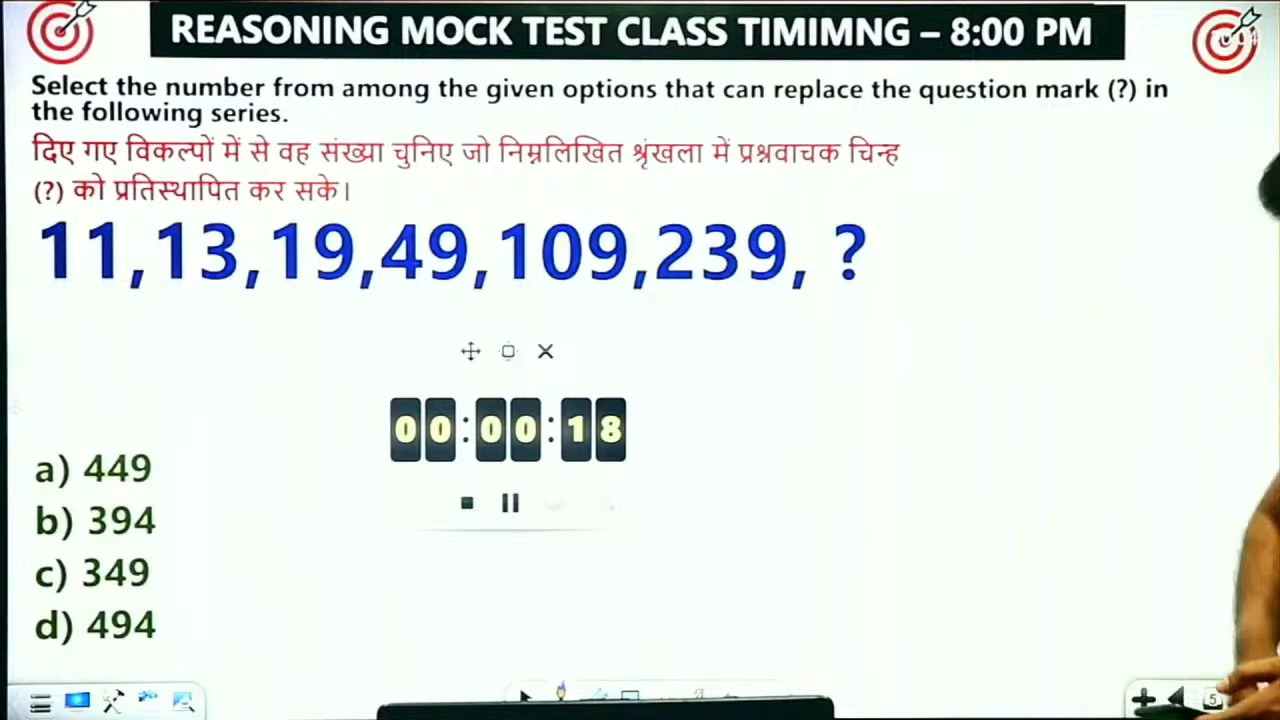 REASONING MOCK TEST CLASS TIMIMNG – 8:00 PM
Select the number from among the given options that can replace the question mark (?) in
the following series.
दिए गए विकल्पों में से वह संख्या चुनिए जो निम्नलिखित श्रृंखला में प्रश्नवाचक चिन्ह
(?) को प्रतिस्थापित कर सके।
11,13,19,49,109,239, ?
00:00:18
a) 449
b) 394
c) 349
d) 494
5